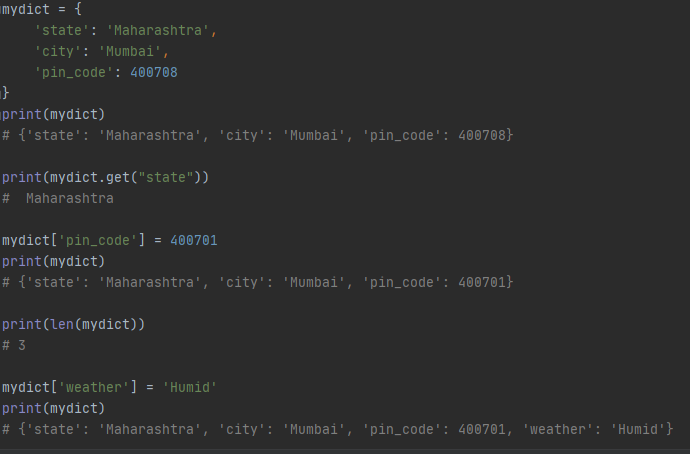 mydict = {
    'state': 'Maharashtra',
    'city': 'Mumbai',
    'pin_code': 400708
}
print(mydict)
# {'state': 'Maharashtra', 'city': 'Mumbai', 'pin_code': 400708}

print(mydict.get("state"))
#  Maharashtra

mydict['pin_code'] = 400701
print(mydict)
# {'state': 'Maharashtra', 'city': 'Mumbai', 'pin_code': 400701}

print(len(mydict))
# 3

mydict['weather'] = 'Humid'
print(mydict)
# {'state': 'Maharashtra', 'city': 'Mumbai', 'pin_code': 400701, 'weather': 'Humid'}